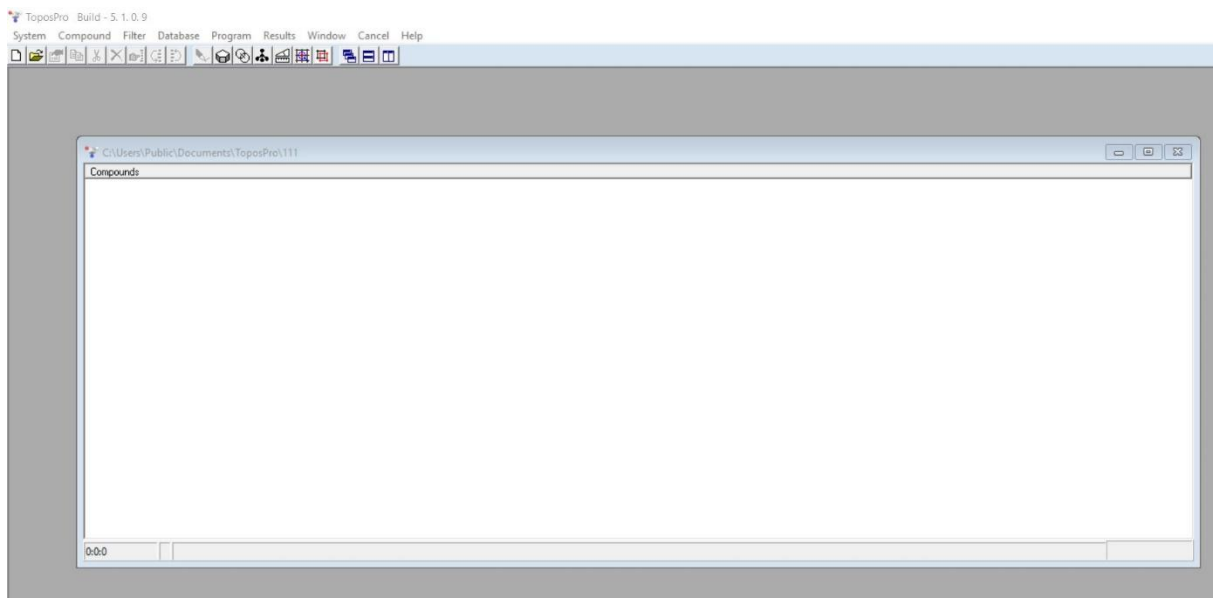 ToposPro Build - 5. 1. 0. 9
System Compound Filter Database Program Results Window Cancel Help
C:\Users\Public\Documents\ToposPro\111
Compounds
0:0:0